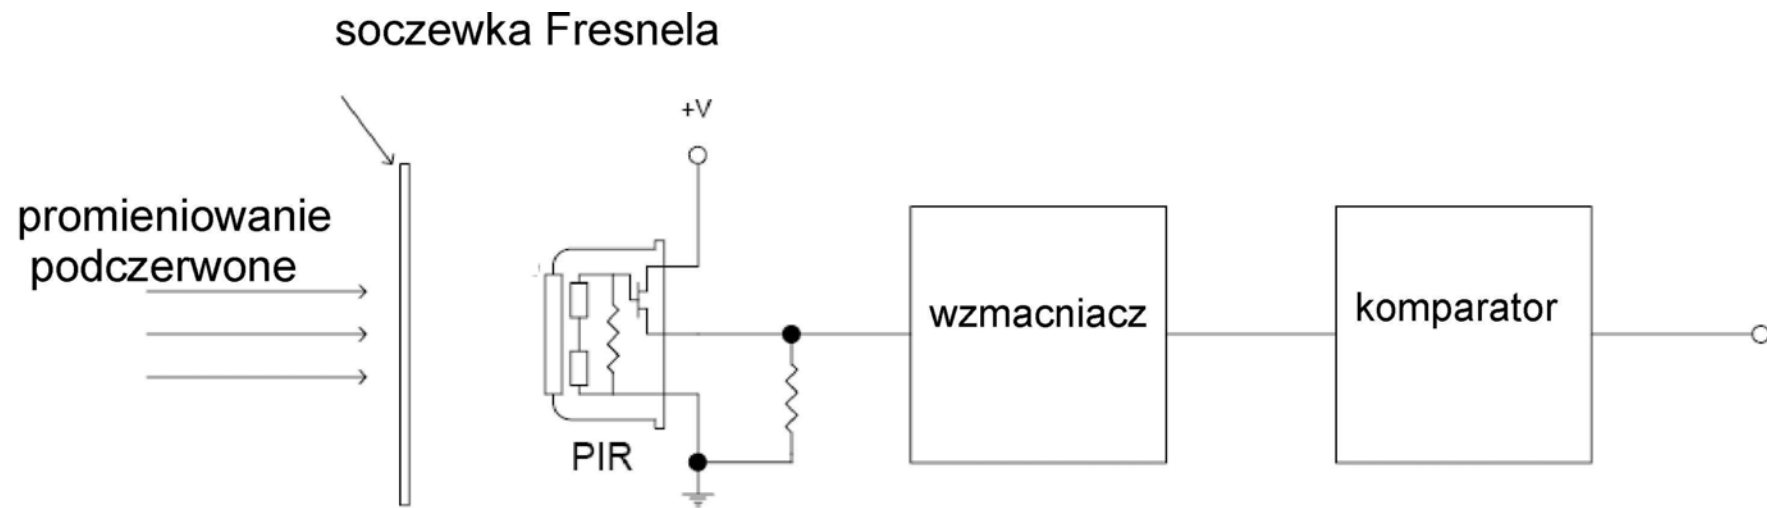 soczewka Fresnela
+V
promieniowanie
podczerwone
wzmacniacz
komparator
PIR